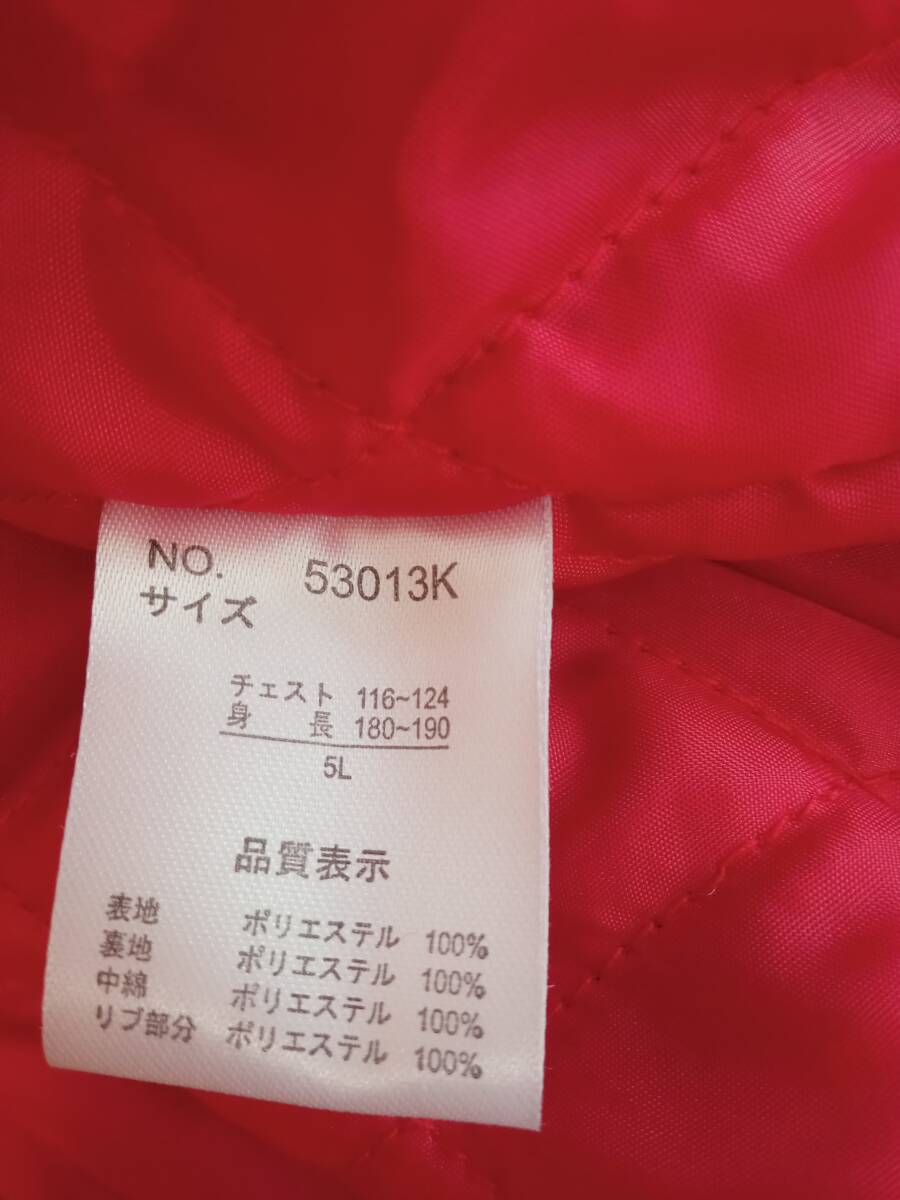 NO. 53013K
サイズ
チェスト 116~124
身 長 180~190
5L
品質表示
表地 ポリエステル 100%
裏地 ポリエステル 100%
中綿 ポリエステル 100%
リブ部分 ポリエステル 100%